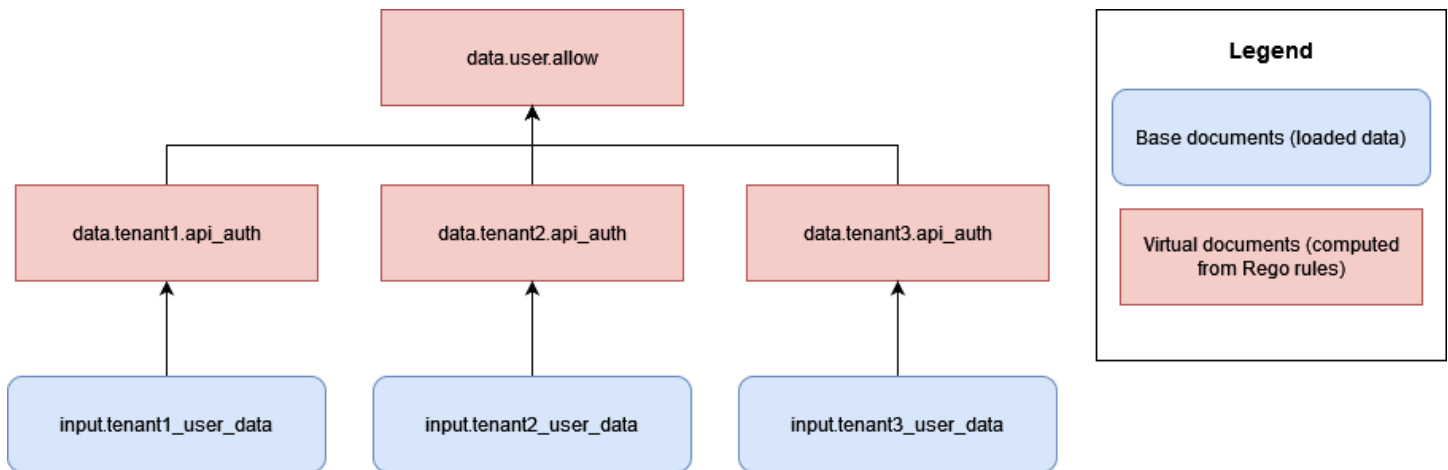 data.user.allow
Legend
Base documents (loaded data)
data.tenant1.api_auth
data.tenant2.api_auth
data.tenant3.api_auth
Virtual documents (computed
from Rego rules)
input.tenant1_user_data
input.tenant2_user_data
input.tenant3_user_data